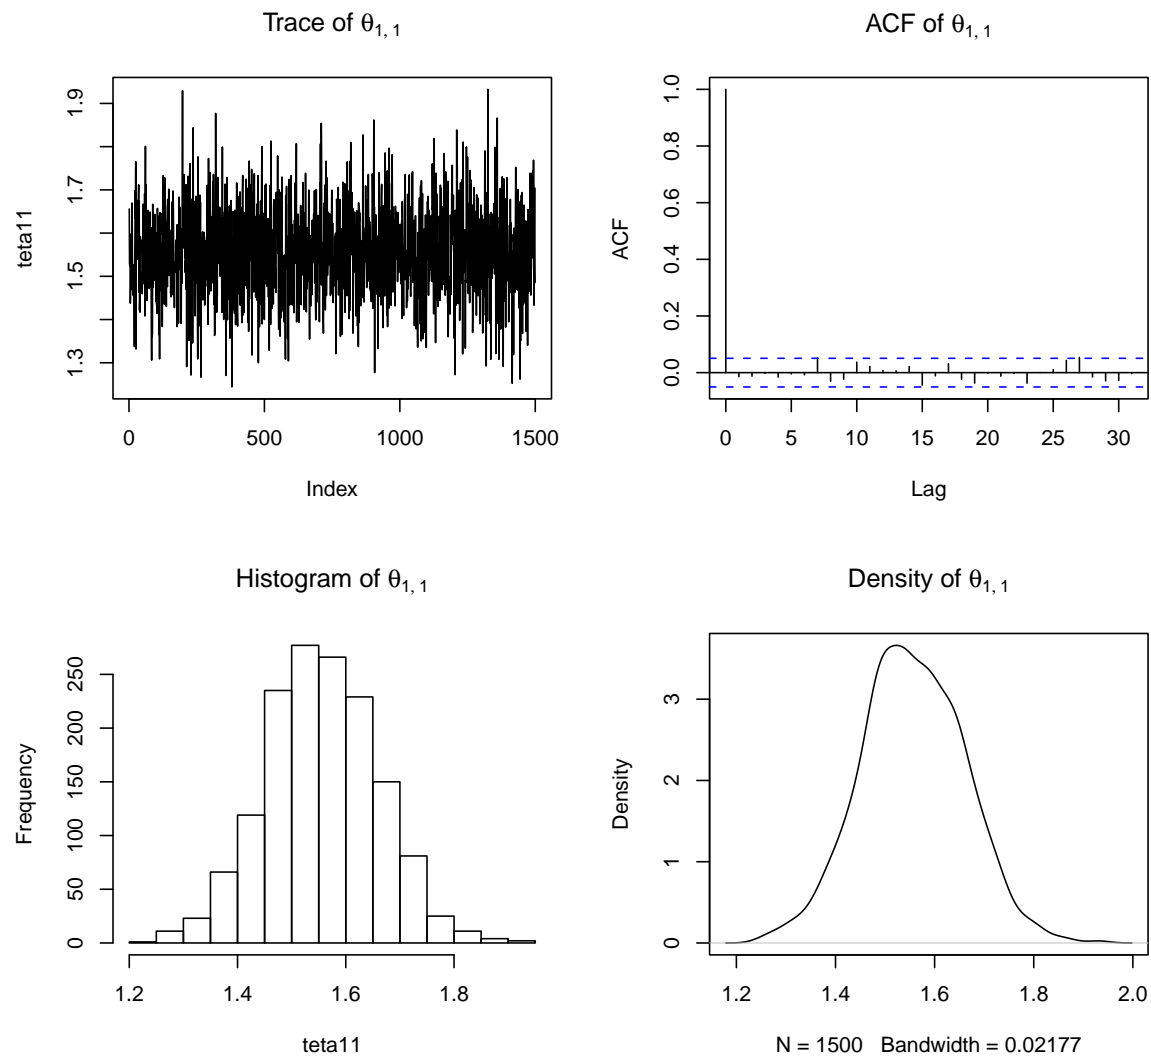 Trace of θ1, 1
teta11
1.3 1.5 1.7 1.9
0 500 1000 1500
Index
ACF of θ1, 1
ACF
0.0 0.2 0.4 0.6 0.8 1.0
0 5 10 15 20 25 30
Lag
Histogram of θ1, 1
Frequency
0 50 100 150 200 250
1.2 1.4 1.6 1.8
teta11
Density of θ1, 1
Density
0 1 2 3
1.2 1.4 1.6 1.8 2.0
N = 1500 Bandwidth = 0.02177